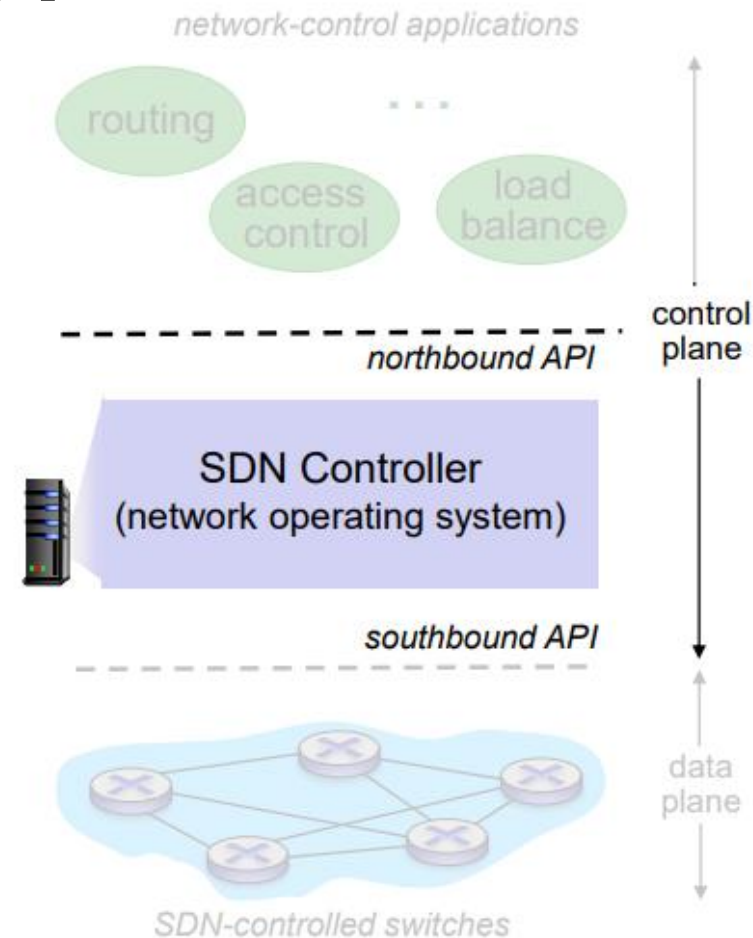 network-control applications
routing
...
access
control
load
balance
control
plane
northbound API
SDN Controller
(network operating system)
southbound API
data
plane
SDN-controlled switches